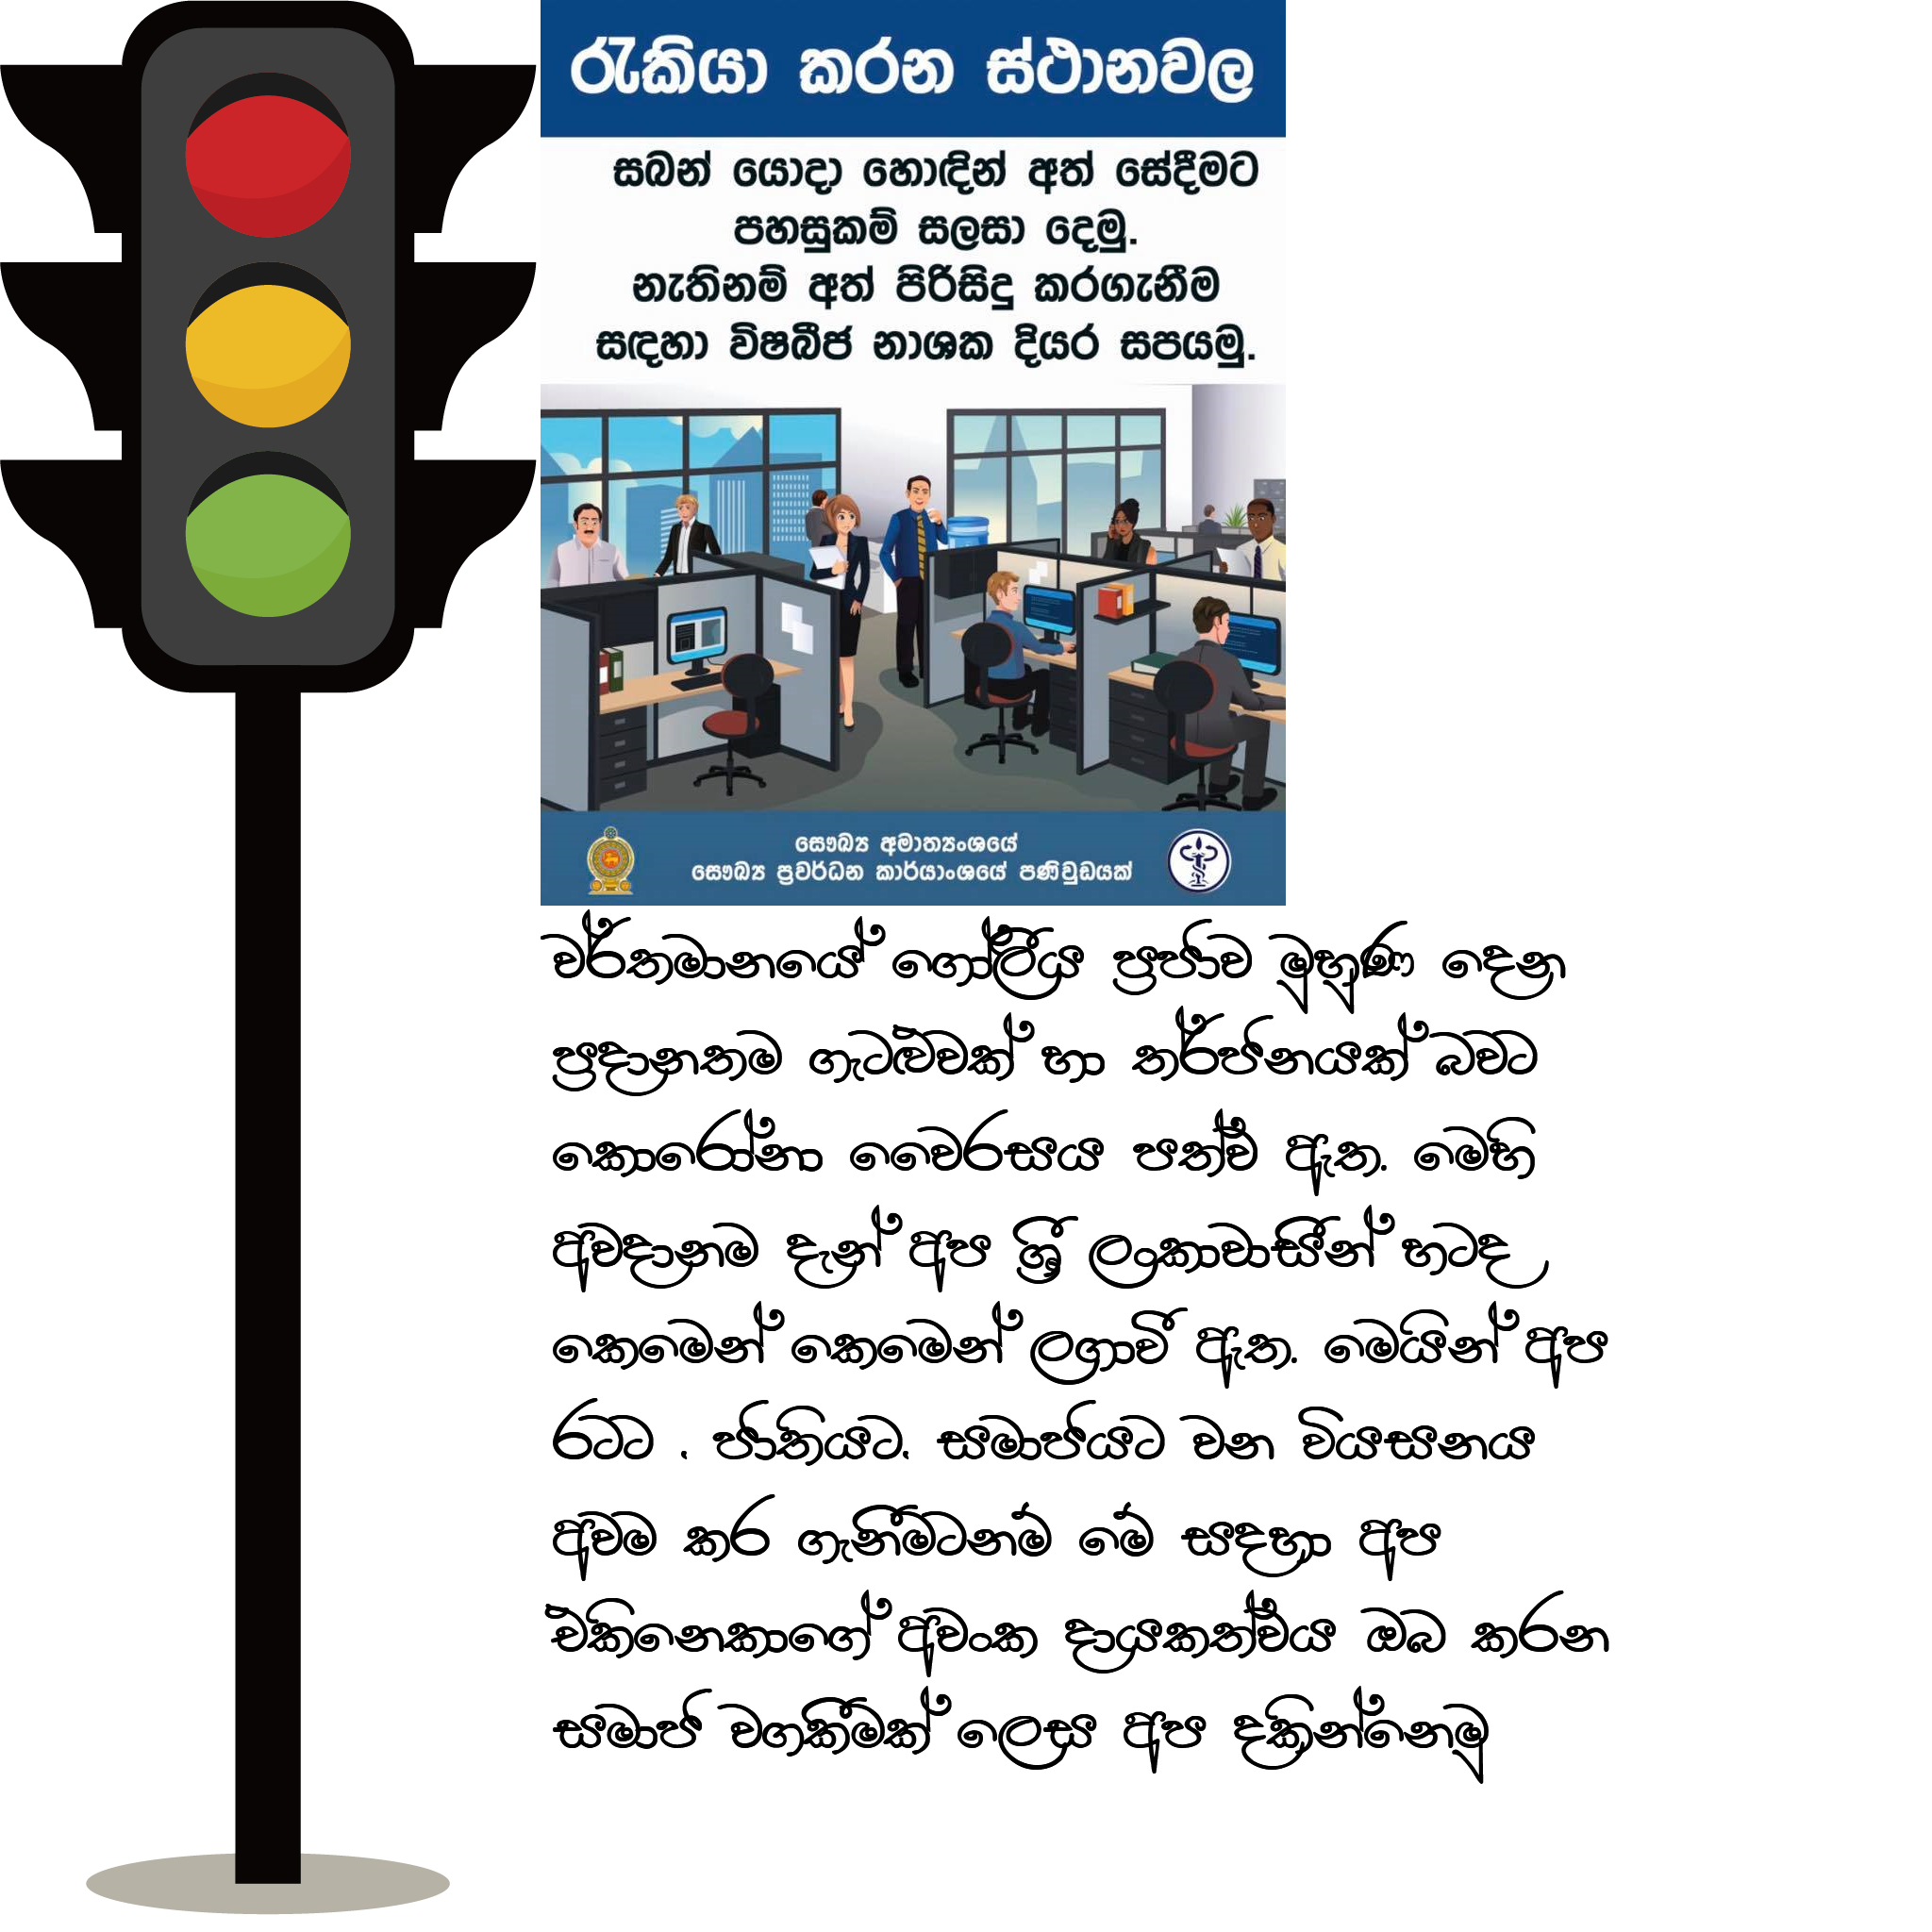 රැකියා කරන ස්ථානවල
සබන් යොදා හොඳින් අත් සේදීමට
පහසුකම් සලසා දෙමු.
නැතිනම් අත් පිරිසිදු කරගැනීම
සඳහා විෂබීජ නාශක දියර සපයමු.
සෞඛ්‍ය අමාත්‍යංශයේ
සෞඛ්‍ය ප්‍රවර්ධන කාර්යාංශයේ පණිවුඩයක්
වර්තමානයේ ගෝලීය ප්‍රජාව මුහුණ දෙන
ප්‍රදානතම ගැටළුවක් හා තර්ජනයක් බවට
කොරෝනා වෛරසය පත්ව ඇත. මෙහි
අවදානම දැන් අප ශ්‍රී ලංකාවාසීන් හටද
කෙමෙන් කෙමෙන් ලගාවී ඇත. මෙයින් අප
රටට , ජාතියට, සමාජයට වන වියසනය
අවම කර ගැනීමටනම් මේ සදහා අප
එකිනෙකාගේ අවංක දායකත්වය ඔබ කරන
සමාජ වගකීමක් ලෙස අප දකින්නෙමු